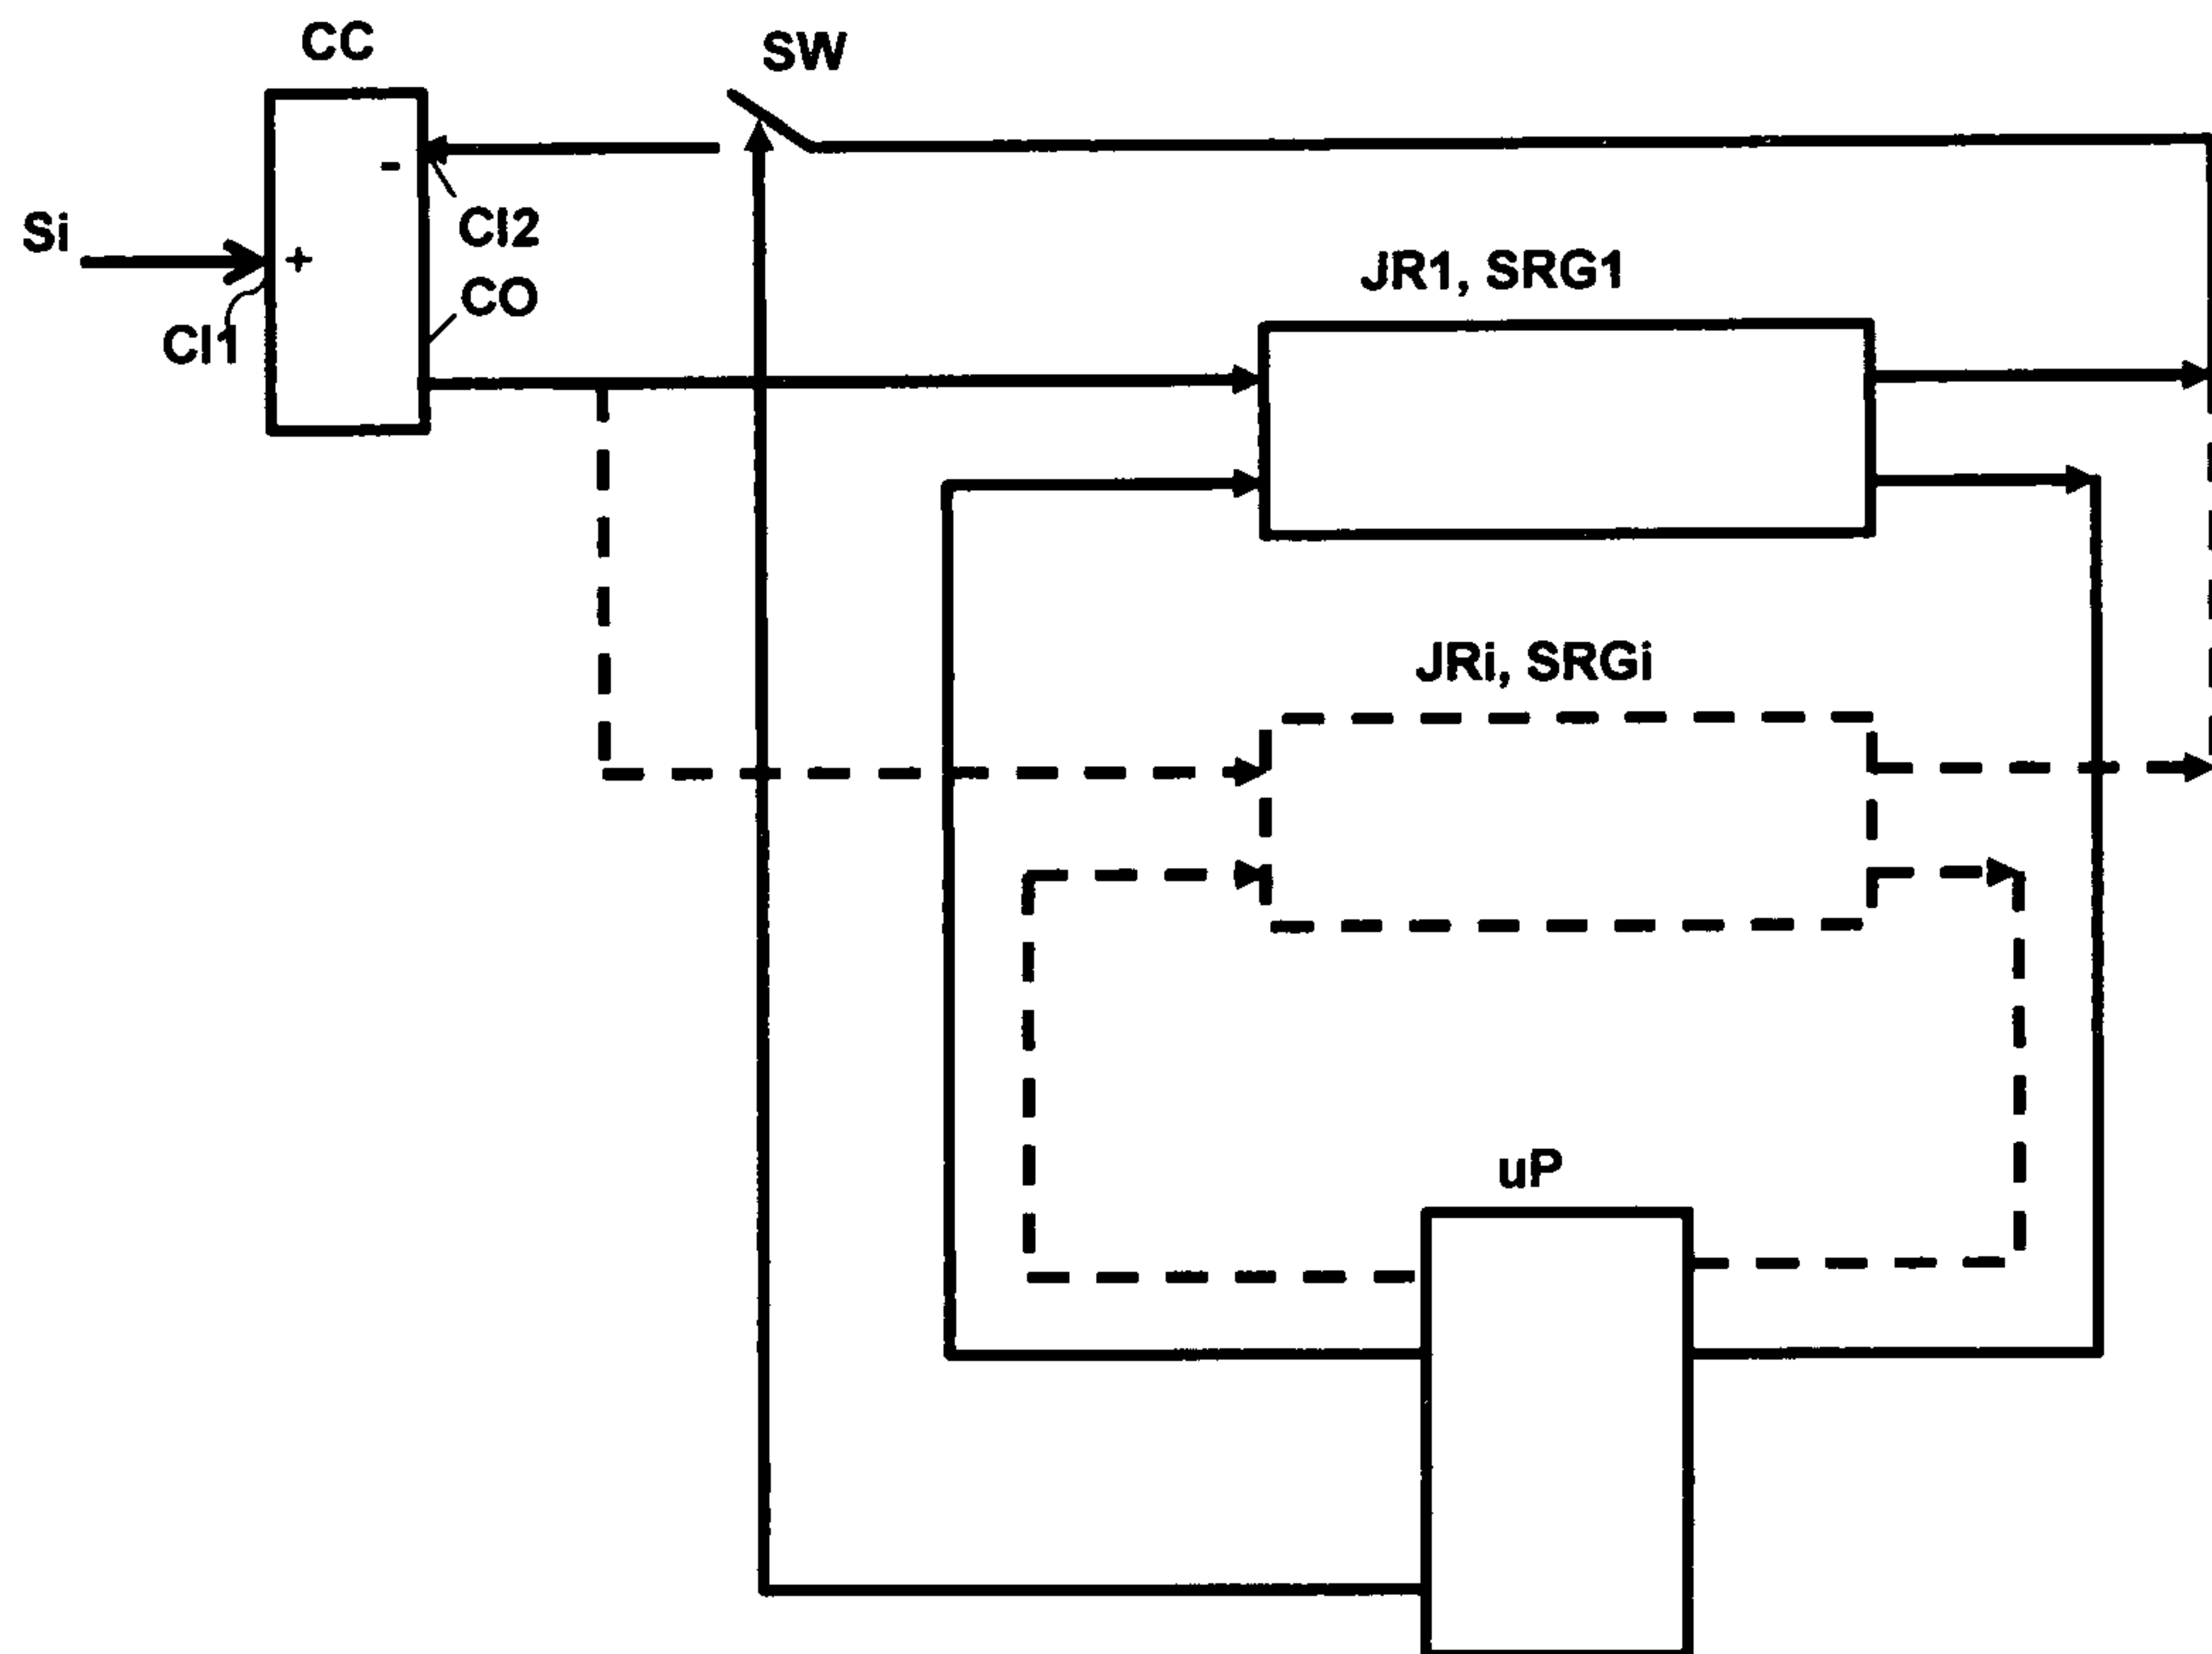 CC
SW
-
Si
CI2
+
CO
CI1
JR1, SRG1
JRi, SRGi
uP